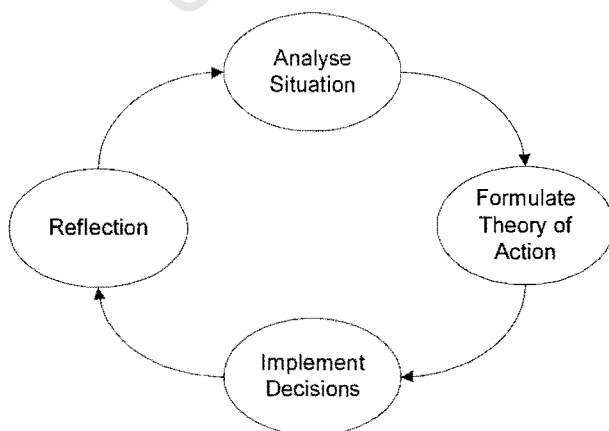 Analyse
Situation
Formulate
Theory of
Action
Implement
Decisions
Reflection